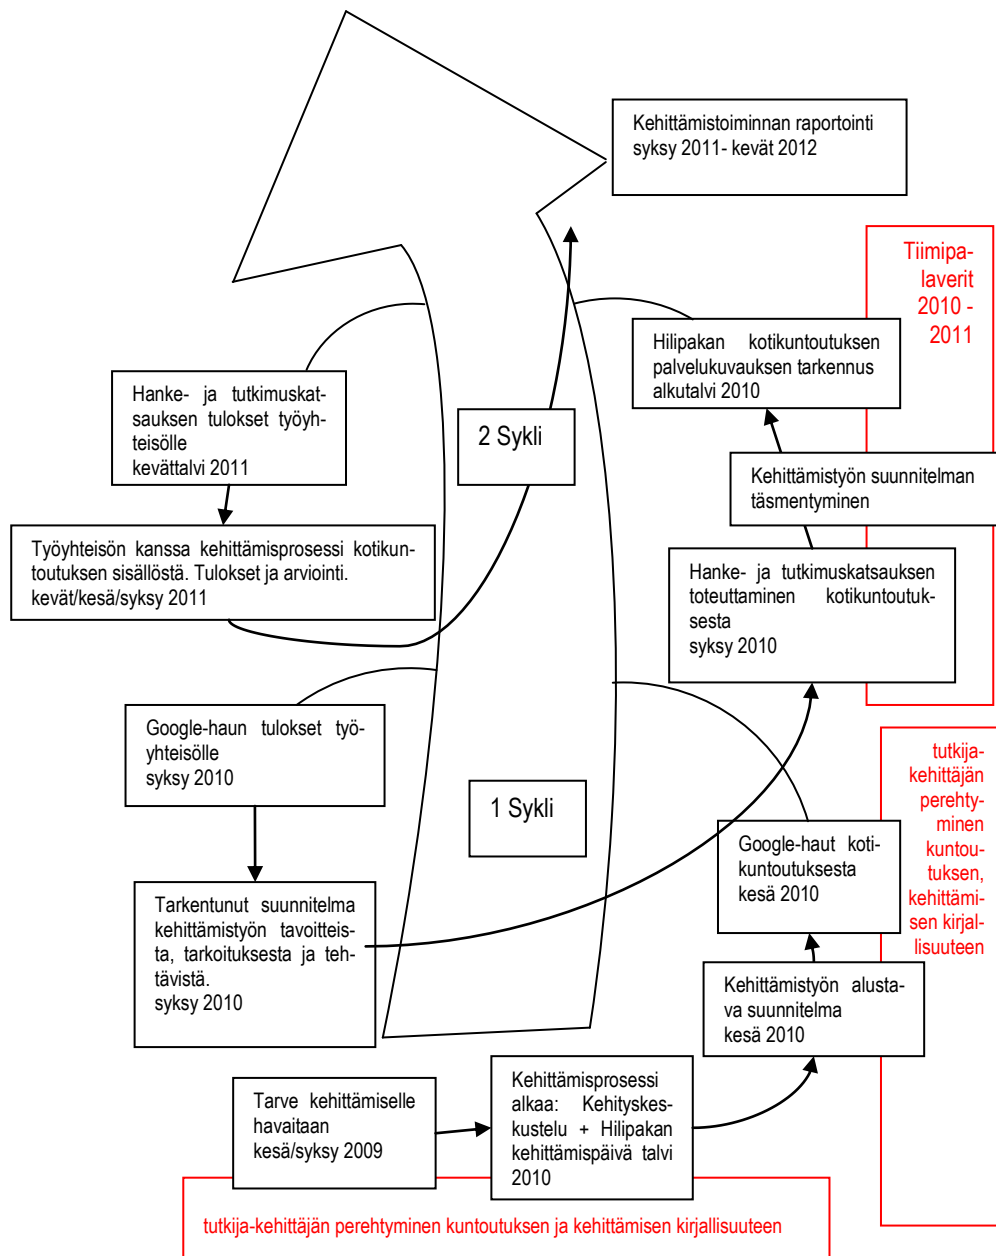 Kehittämistoiminnan raportointi
syksy 2011- kevät 2012
Tiimipa-
laverit
2010 -
2011
Hilipakan kotikuntoutuksen
palvelukuvauksen tarkennus
alkutalvi 2010
Hanke- ja tutkimuskat-
sauksen tulokset työyh-
teisölle
kevättalvi 2011
2 Sykli
Kehittämistyön suunnitelman
täsmentyminen
Työyhteisön kanssa kehittämisprosessi kotikun-
toutuksen sisällöstä. Tulokset ja arviointi.
kevät/kesä/syksy 2011
Hanke- ja tutkimuskatsauksen
toteuttaminen kotikuntoutuk-
sesta
syksy 2010
Google-haun tulokset työ-
yhteisölle
syksy 2010
1 Sykli
tutkija-
kehittäjän
perehty-
minen
kuntou-
tuksen,
kehittämi-
sen kirjal-
lisuuteen
Google-haut koti-
kuntoutuksesta
kesä 2010
Tarkentunut suunnitelma
kehittämistyön tavoitteis-
ta, tarkoituksesta ja teh-
tävistä.
syksy 2010
Kehittämistyön alusta-
va suunnitelma
kesä 2010
Tarve kehittämiselle
havaitaan
kesä/syksy 2009
Kehittämisprosessi
alkaa: Kehityskes-
kustelu + Hilipakan
kehittämispäivä talvi
2010
tutkija-kehittäjän perehtyminen kuntoutuksen ja kehittämisen kirjallisuuteen